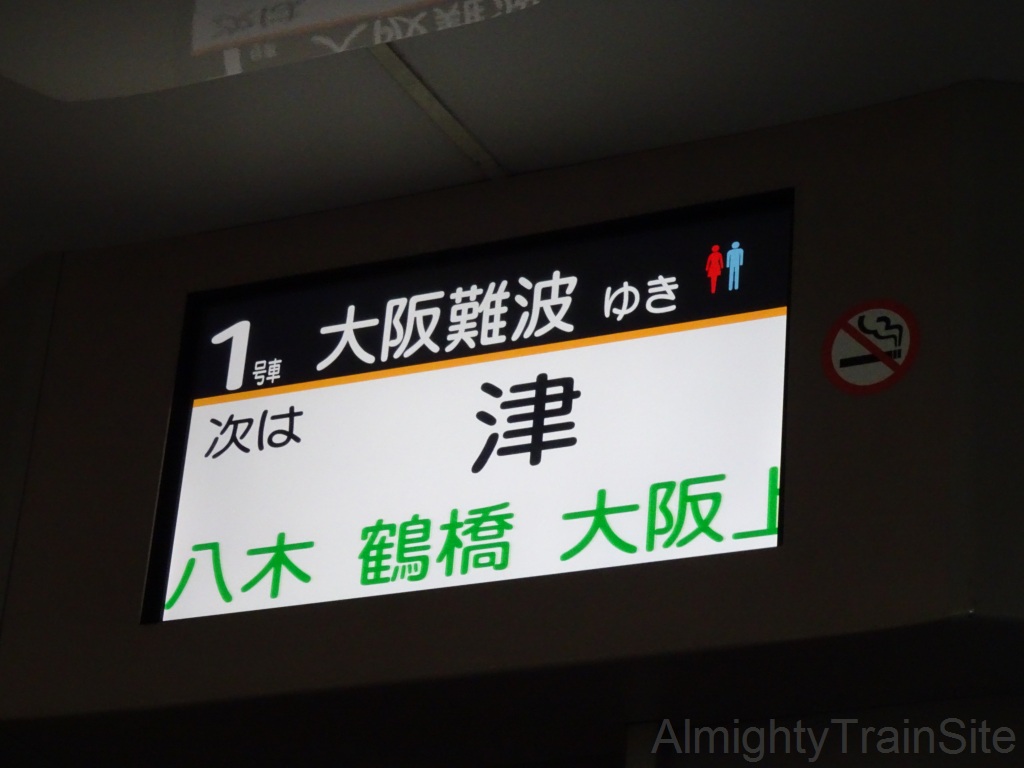 1号車 大阪難波 ゆき
次は 津
八木 鶴橋 大阪上
AlmightyTrainSite